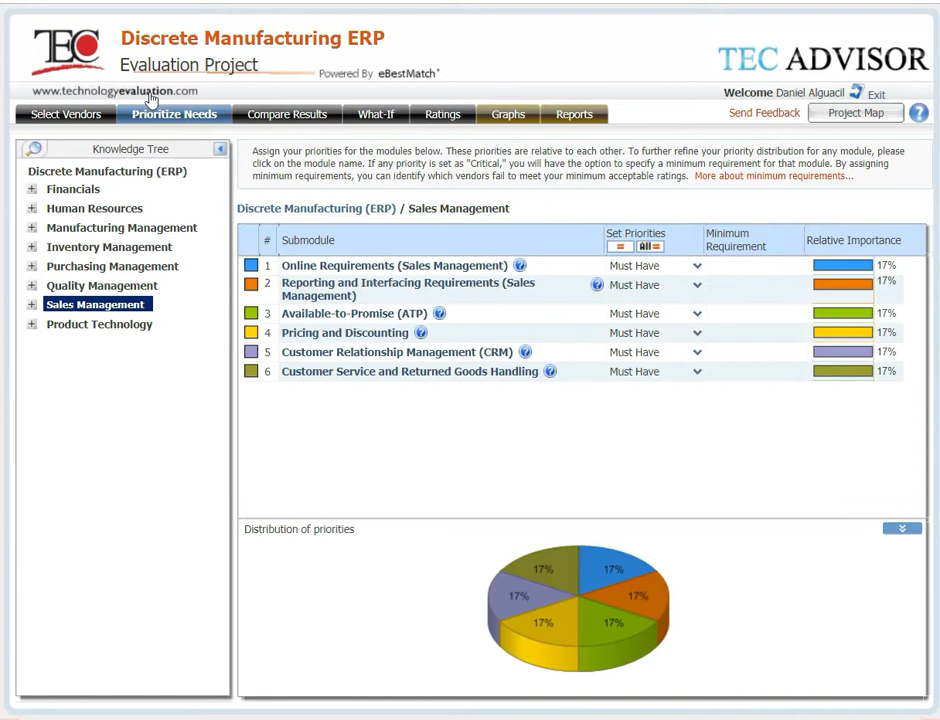 TEC
Discrete Manufacturing ERP
Evaluation Project
Powered By eBestMatch™
TEC ADVISOR
www.technologyevaluation.com
Welcome Daniel Alguacil Exit
Select Vendors Prioritize Needs Compare Results What-If Ratings Graphs Reports
Send Feedback Project Map ?
Knowledge Tree
Discrete Manufacturing (ERP)
Financials
Human Resources
Manufacturing Management
Inventory Management
Purchasing Management
Quality Management
Sales Management
Product Technology
Assign your priorities for the modules below. These priorities are relative to each other. To further refine your priority distribution for any module, please
click on the module name. If any priority is set as "Critical," you will have the option to specify a minimum requirement for that module. By assigning
minimum requirements, you can identify which vendors fail to meet your minimum acceptable ratings. More about minimum requirements...
Discrete Manufacturing (ERP) / Sales Management
# Submodule Set Priorities = All= Minimum Requirement Relative Importance
1 Online Requirements (Sales Management) ? Must Have 17%
2 Reporting and Interfacing Requirements (Sales ? Must Have 17%
Management)
3 Available-to-Promise (ATP) ? Must Have 17%
4 Pricing and Discounting ? Must Have 17%
5 Customer Relationship Management (CRM) ? Must Have 17%
6 Customer Service and Returned Goods Handling ? Must Have 17%
Distribution of priorities
17% 17%
17% 17%
17% 17%